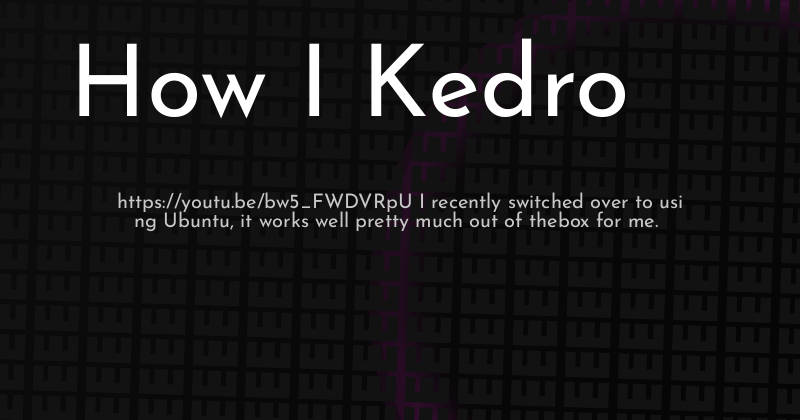 How I Kedro
https://youtu.be/bw5_FWDVRpU I recently switched over to usi
ng Ubuntu, it works well pretty much out of thebox for me.